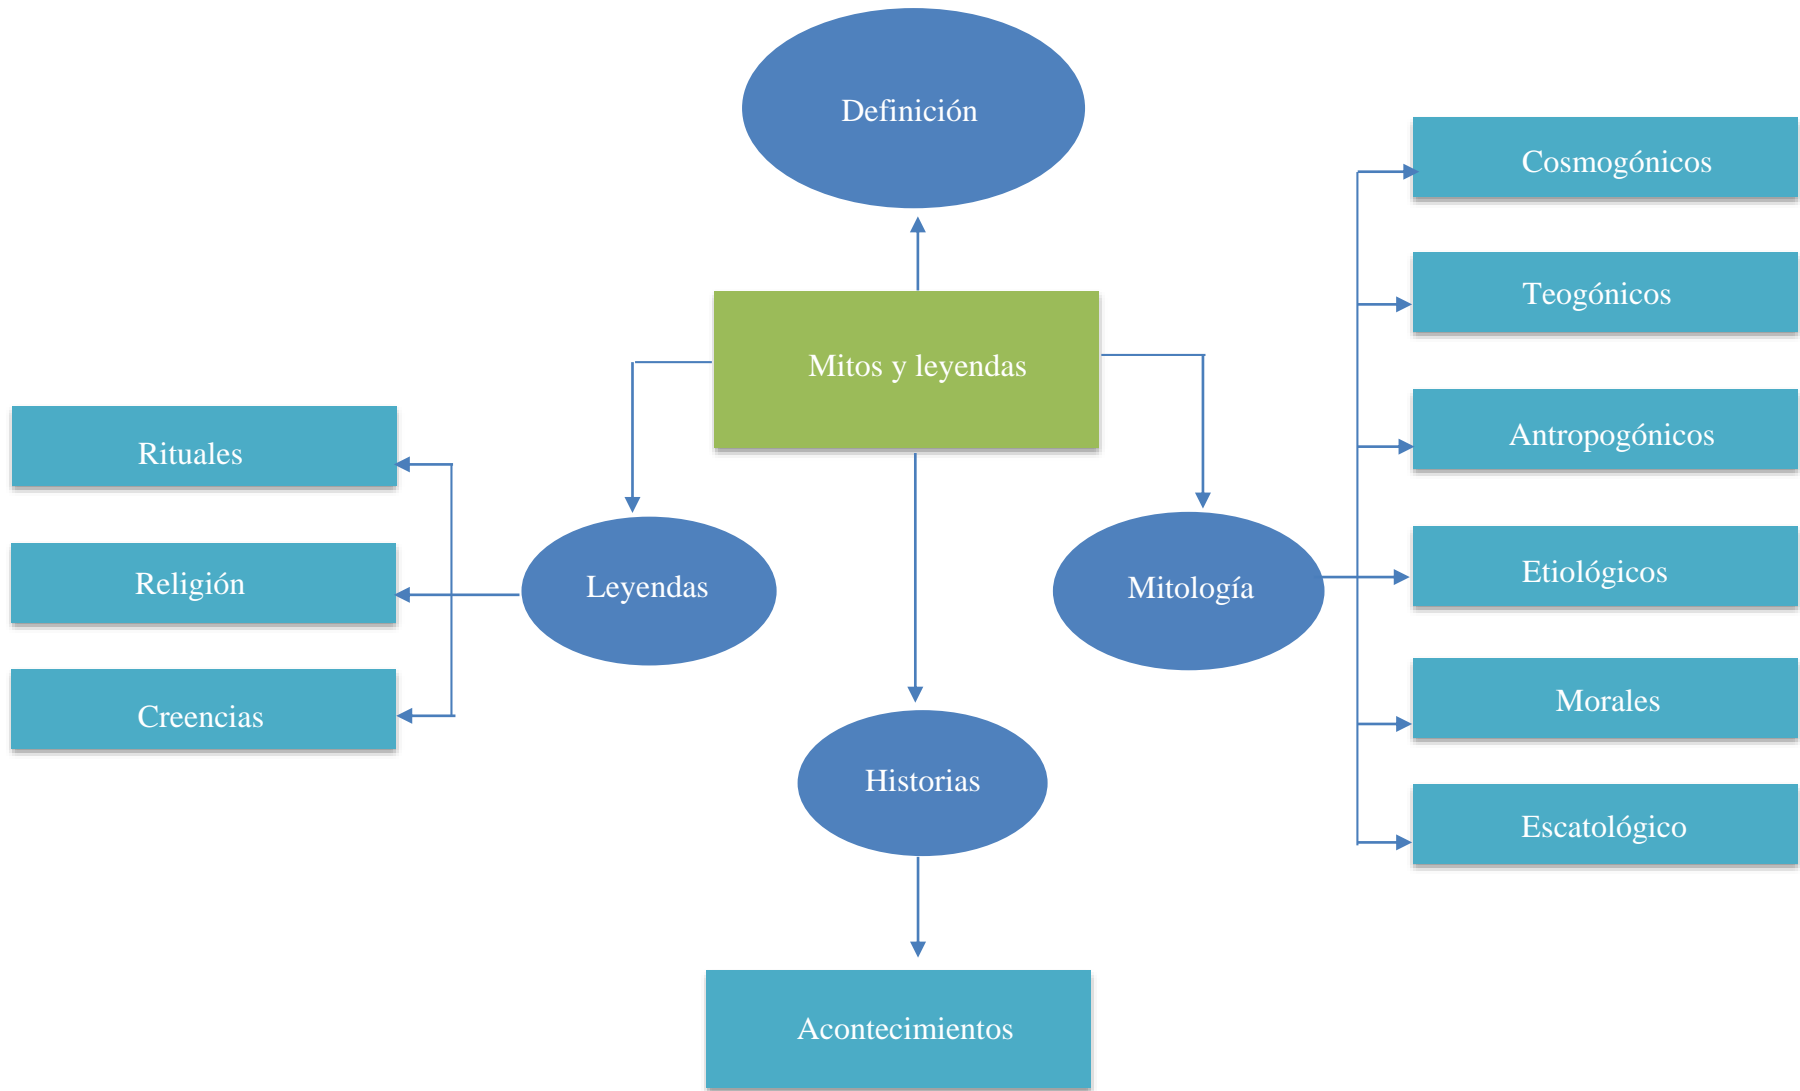 Definición
Cosmogónicos
Teogónicos
Mitos y leyendas
Antropogónicos
Rituales
Etiológicos
Religión
Leyendas
Mitología
Morales
Creencias
Historias
Escatológico
Acontecimientos